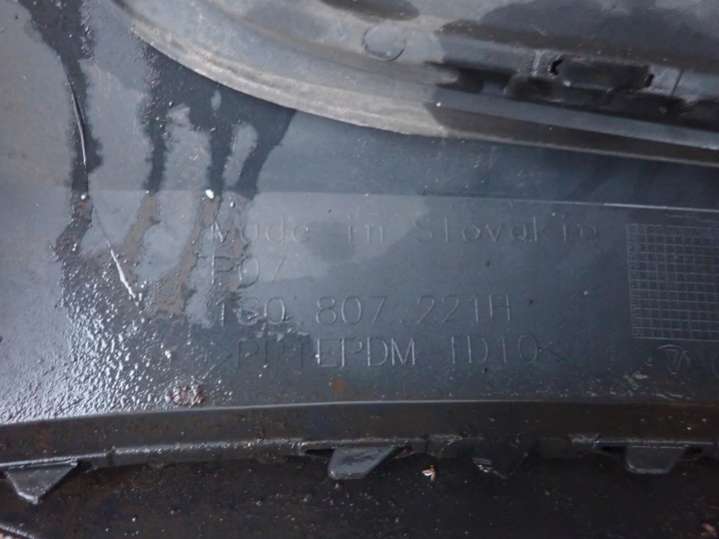 Made in Slovakia
P07
1S0 807 221H
>PP+EPDM-TD10<